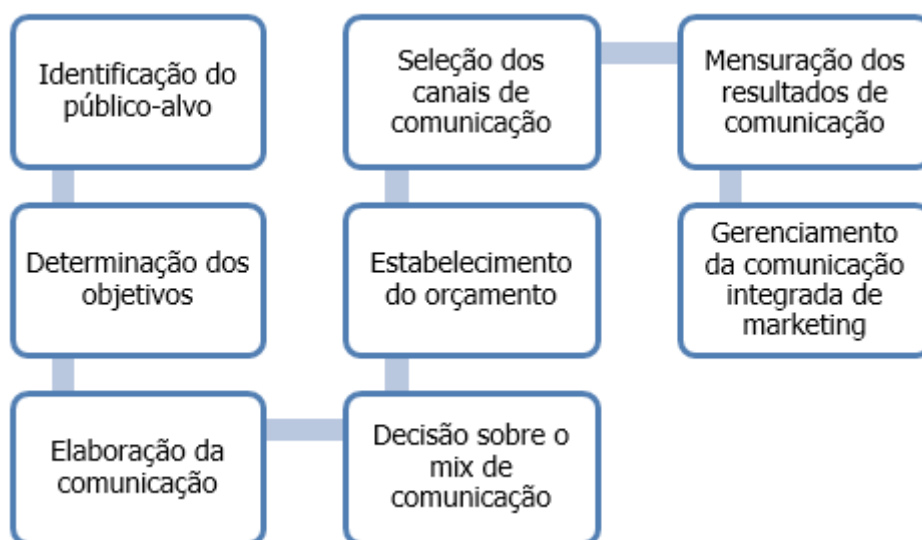 Identificação do
público-alvo
Determinação dos
objetivos
Elaboração da
comunicação
Decisão sobre o
mix de
comunicação
Estabelecimento
do orçamento
Seleção dos
canais de
comunicação
Mensuração dos
resultados de
comunicação
Gerenciamento
da comunicação
integrada de
marketing